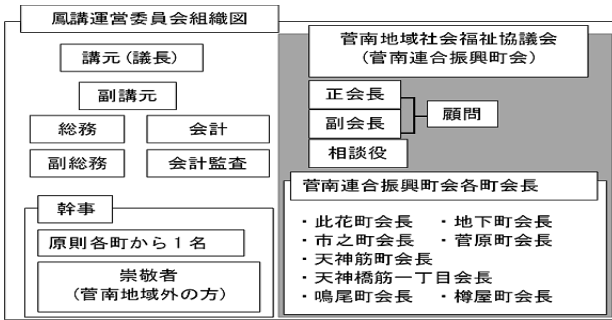 鳳講運営委員会組織図
講元(議長)
副講元
総務
会計
副総務
会計監査
幹事
原則各町から1名
崇敬者
(菅南地域外の方)
菅南地域社会福祉協議会
(菅南連合振興町会)
正会長
副会長
顧問
相談役
菅南連合振興町会各町会長
・此花町会長 ・地下町会長
・市之町会長 ・菅原町会長
・天神筋町会長
・天神橋筋一丁目会長
・鳴尾町会長 ・樽屋町会長